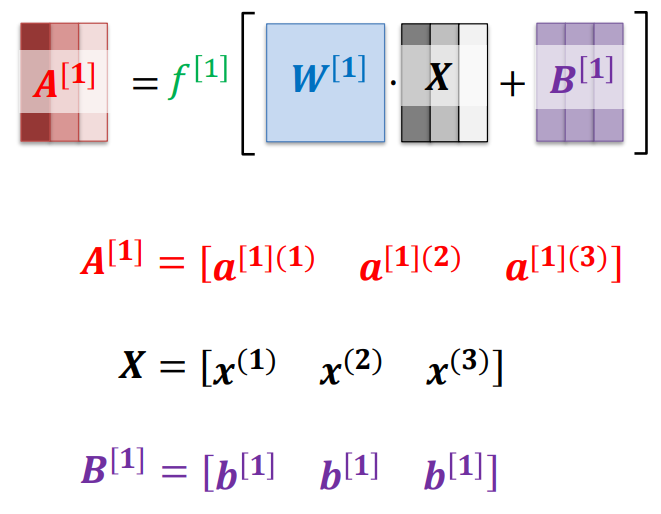 A^[1] = f^[1] [ W^[1] · X + B^[1] ]
A^[1] = [a^[1](1) a^[1](2) a^[1](3)]
X = [x^(1) x^(2) x^(3)]
B^[1] = [b^[1] b^[1] b^[1]]